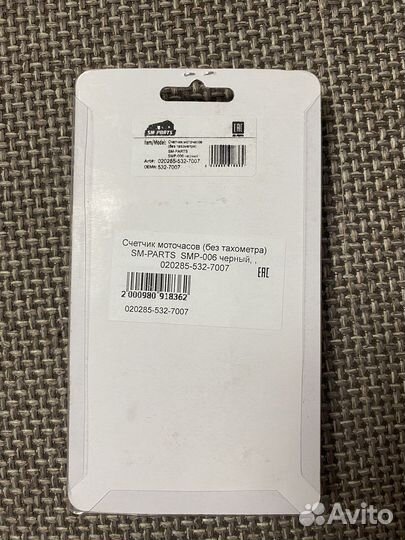 SM-PARTS
Item/Model: Счетчик моточасов
(без тахометра)
SM-PARTS
SMP-006 черный
Art#: 020285-532-7007
OEM#: 532-7007
EAC
Счетчик моточасов (без тахометра)
SM-PARTS SMP-006 черный, ,
020285-532-7007
EAC
2 000980 918362
020285-532-7007
Avito